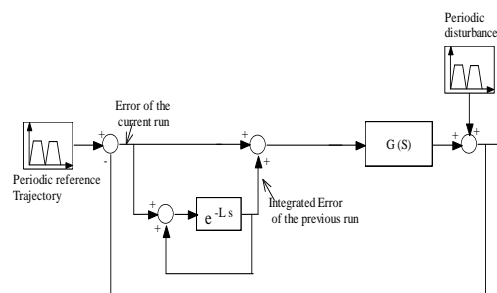 Periodic
disturbance
Error of the
current run
+
+
+
+
-
+
G (S)
Periodic reference
Trajectory
+
+
e-L s
Integrated Error
of the previous run